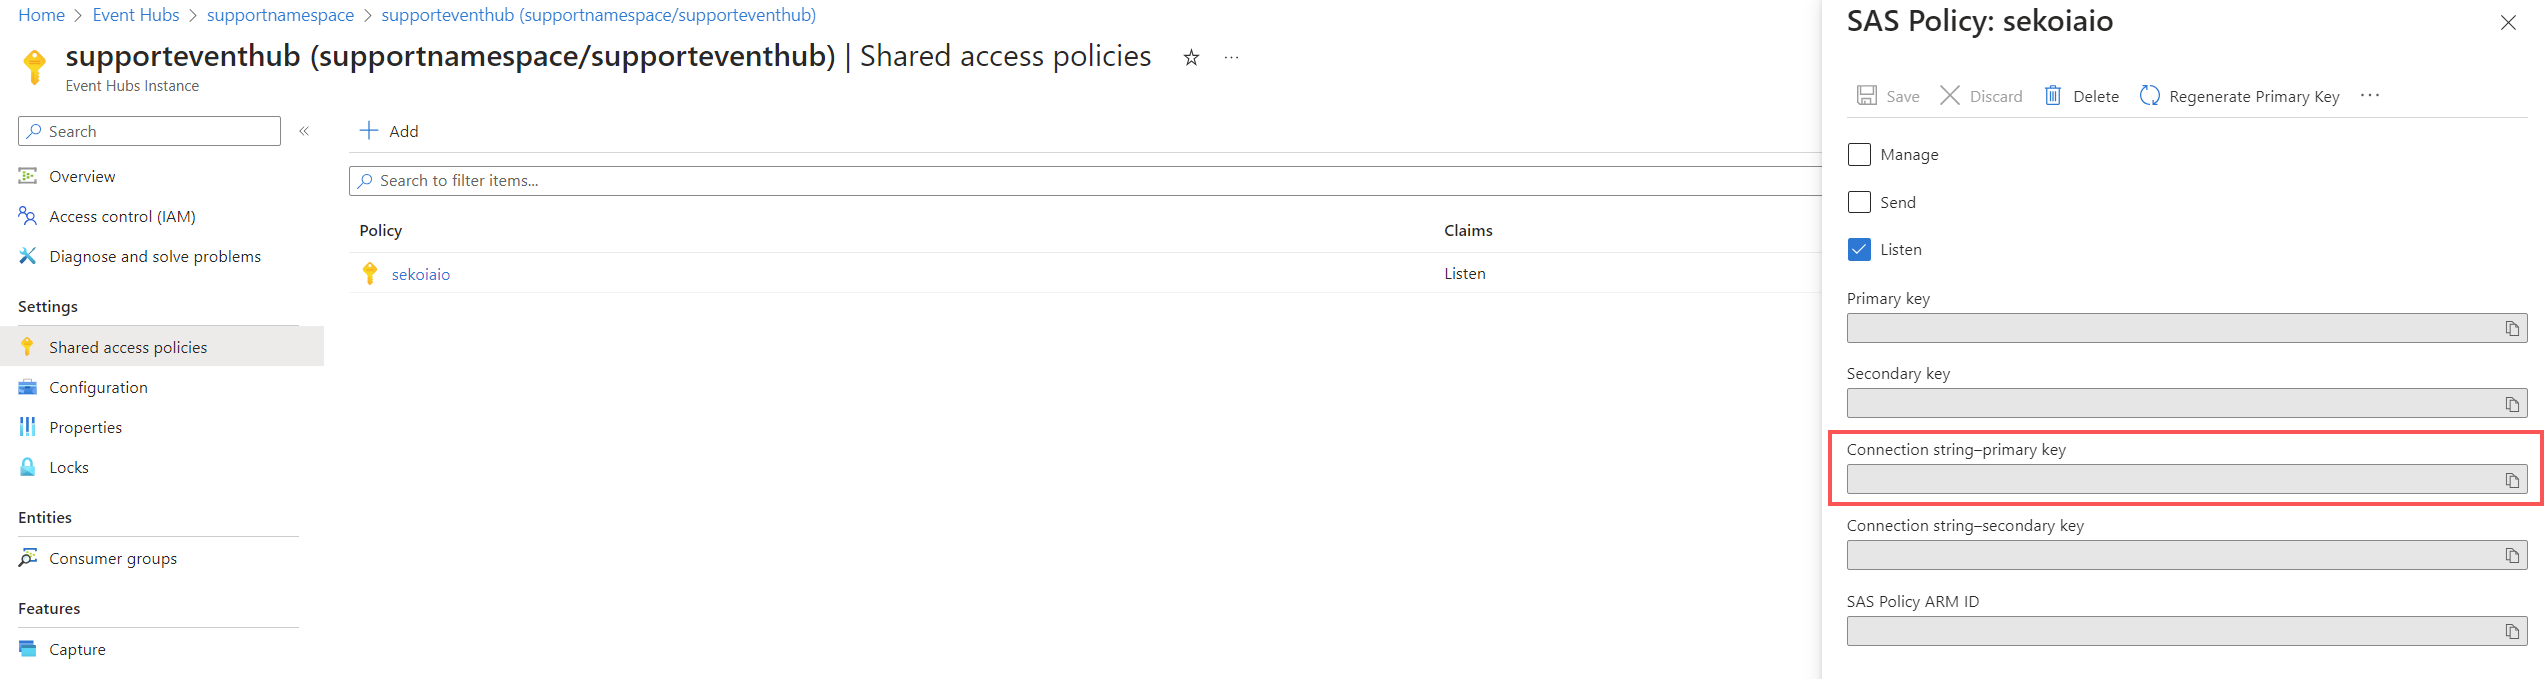 Home > Event Hubs > supportnamespace > supporteventhub (supportnamespace/supporteventhub)
supporteventhub (supportnamespace/supporteventhub) | Shared access policies ☆ ...
Event Hubs Instance
Search «
Overview
Access control (IAM)
Diagnose and solve problems
Settings
Shared access policies
Configuration
Properties
Locks
Entities
Consumer groups
Features
Capture
+ Add
Search to filter items...
Policy Claims
sekoiaio Listen
SAS Policy: sekoiaio
Save Discard Delete Regenerate Primary Key ...
Manage
Send
Listen
Primary key
Secondary key
Connection string–primary key
Connection string–secondary key
SAS Policy ARM ID